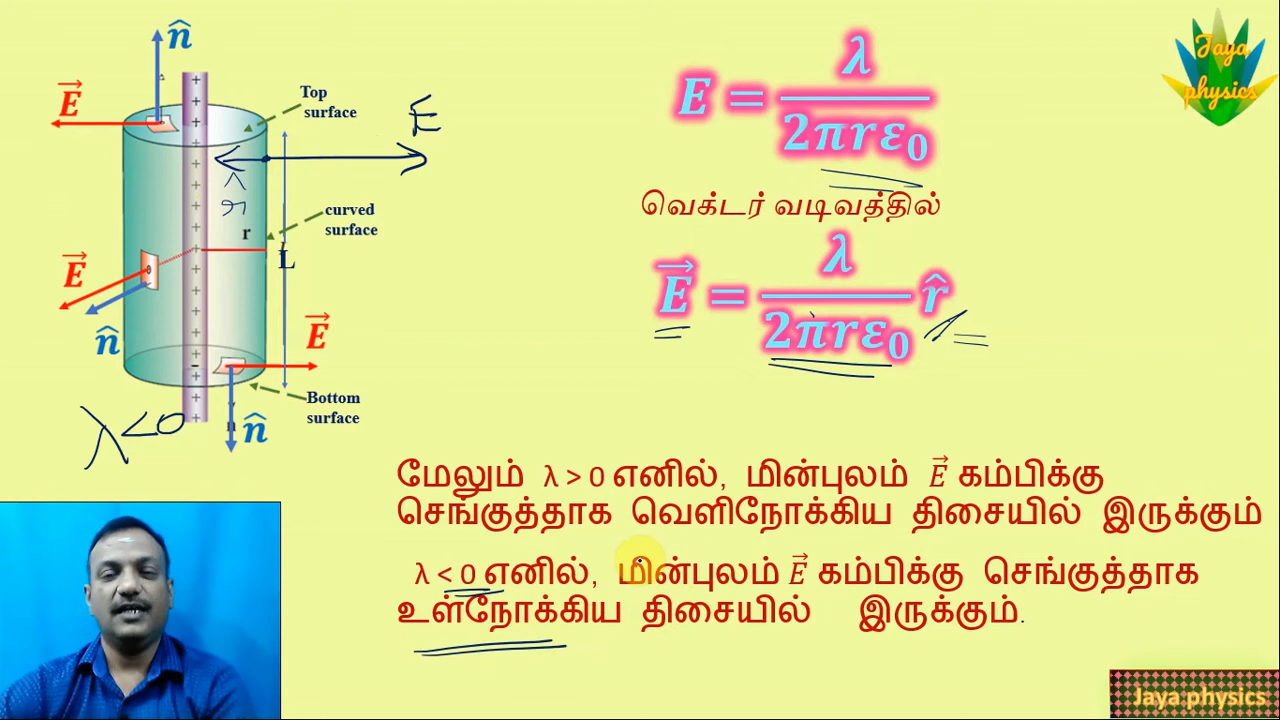 n̂
E⃗
Top
surface
E
r̂
curved
surface
r
L
E⃗
n̂
E⃗
λ<0
Bottom
surface
n̂
E = λ / 2πrε₀
வெக்டர் வடிவத்தில்
E⃗ = λ / 2πrε₀ r̂
மேலும் λ > 0 எனில், மின்புலம் E⃗ கம்பிக்கு
செங்குத்தாக வெளிநோக்கிய திசையில் இருக்கும்
λ < 0 எனில், மின்புலம் E⃗ கம்பிக்கு செங்குத்தாக
உள்நோக்கிய திசையில் இருக்கும்.
Jaya
physics
Jaya physics